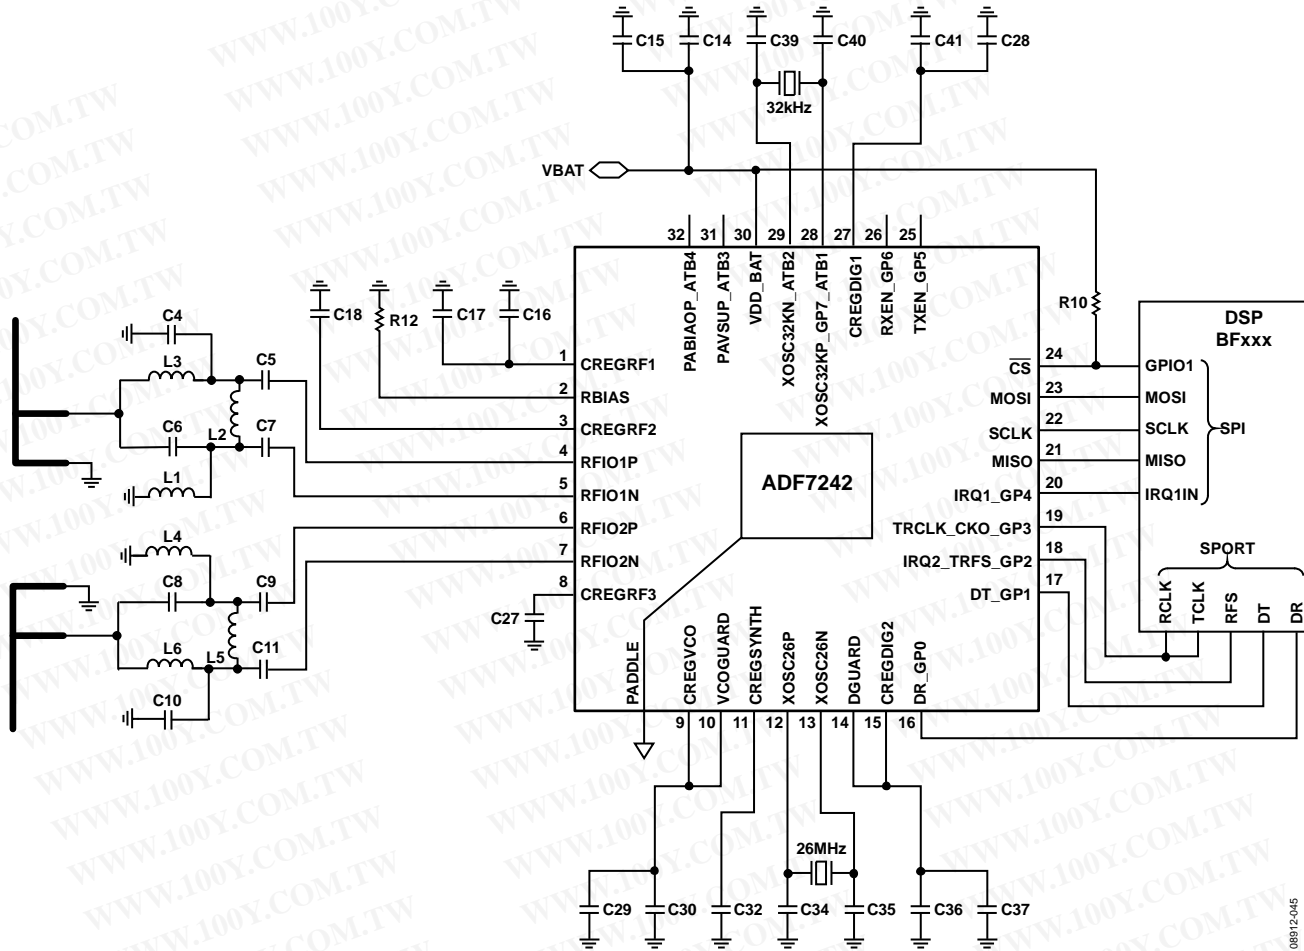 C15
C14
C39
C40
C41
C28
32kHz
VBAT
32
31
30
29
28
27
26
25
PABIAOP_ATB4
PAVSUP_ATB3
VDD_BAT
XOSC32KN_ATB2
XOSC32KP_GP7_ATB1
CREGDIG1
RXEN_GP6
TXEN_GP5
C18
R12
C17
C16
R10
DSP
BFxxx
C4
L3
C5
C6
L2
C7
L1
L4
C8
C9
L6
L5
C11
C10
C27
1
CREGRF1
2
RBIAS
3
CREGRF2
4
RFIO1P
5
RFIO1N
6
RFIO2P
7
RFIO2N
8
CREGRF3
ADF7242
24
CS
GPIO1
23
MOSI
MOSI
22
SCLK
SCLK
SPI
21
MISO
MISO
20
IRQ1_GP4
IRQ1IN
19
TRCLK_CKO_GP3
18
IRQ2_TRFS_GP2
17
DT_GP1
SPORT
RCLK
TCLK
RFS
DT
DR
PADDLE
CREGVCO
VCOGUARD
CREGSYNTH
XOSC26P
XOSC26N
DGUARD
CREGDIG2
DR_GP0
9
10
11
12
13
14
15
16
26MHz
C29
C30
C32
C34
C35
C36
C37
08912-045
WWW.100Y.COM.TW